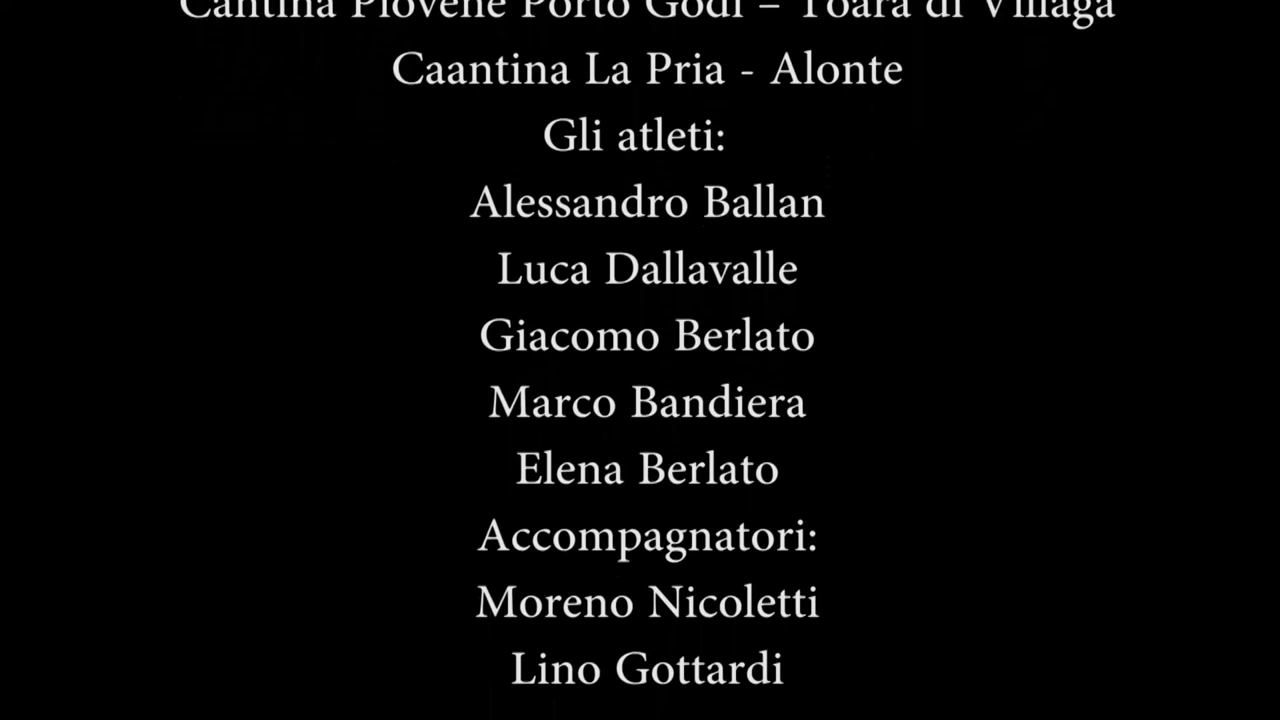 Cantina Piovene Porto Godi – Toara di Villaga
Caantina La Pria - Alonte
Gli atleti:
Alessandro Ballan
Luca Dallavalle
Giacomo Berlato
Marco Bandiera
Elena Berlato
Accompagnatori:
Moreno Nicoletti
Lino Gottardi